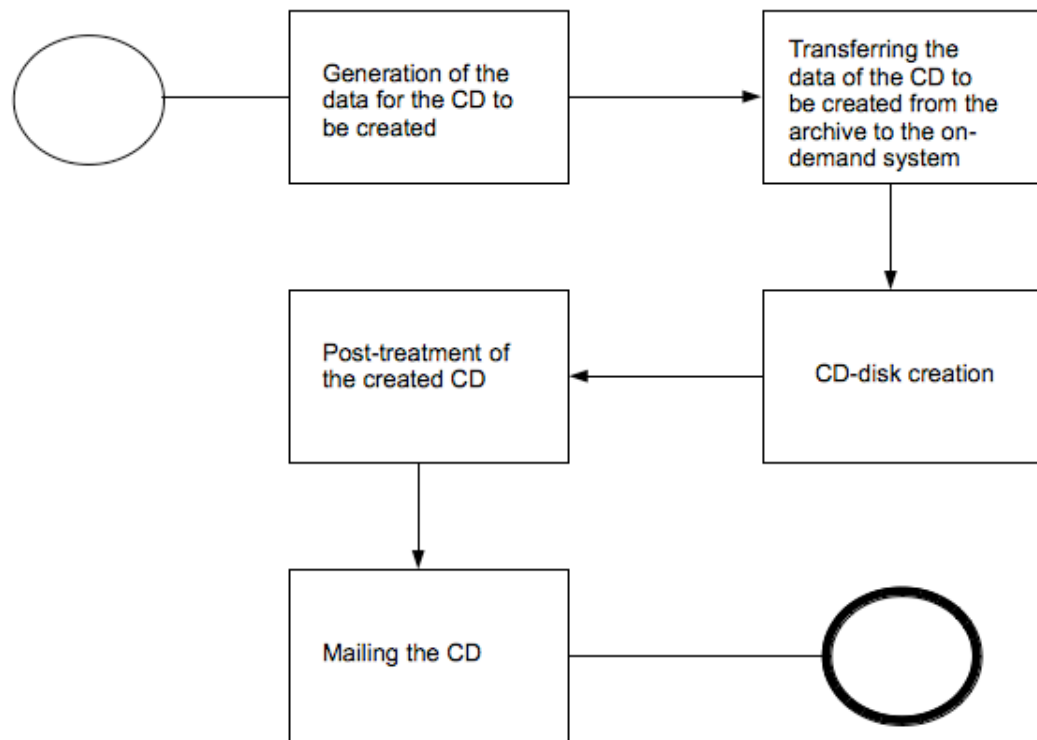 Generation of the
data for the CD to
be created
Transferring the
data of the CD to
be created from the
archive to the on-
demand system
CD-disk creation
Post-treatment of
the created CD
Mailing the CD